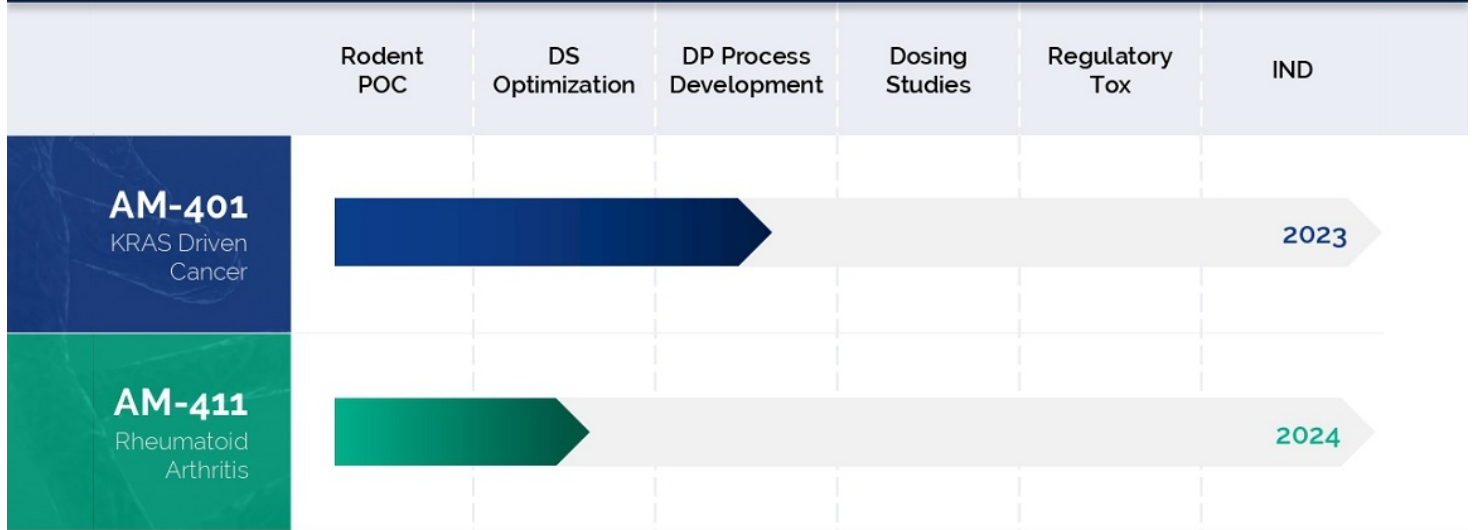 Rodent
POC
DS
Optimization
DP Process
Development
Dosing
Studies
Regulatory
Tox
IND
AM-401
KRAS Driven
Cancer
2023
AM-411
Rheumatoid
Arthritis
2024